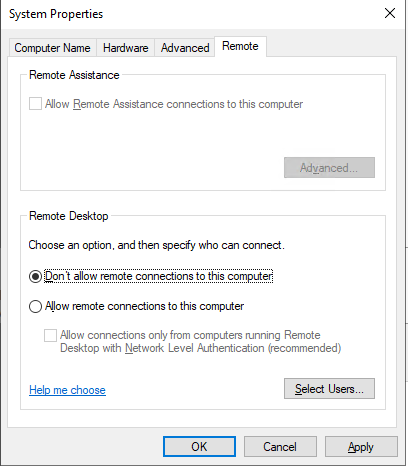 System Properties
Computer Name Hardware Advanced Remote
Remote Assistance
Allow Remote Assistance connections to this computer
Advanced...
Remote Desktop
Choose an option, and then specify who can connect.
Don't allow remote connections to this computer
Allow remote connections to this computer
Allow connections only from computers running Remote
Desktop with Network Level Authentication (recommended)
Help me choose
Select Users...
OK Cancel Apply